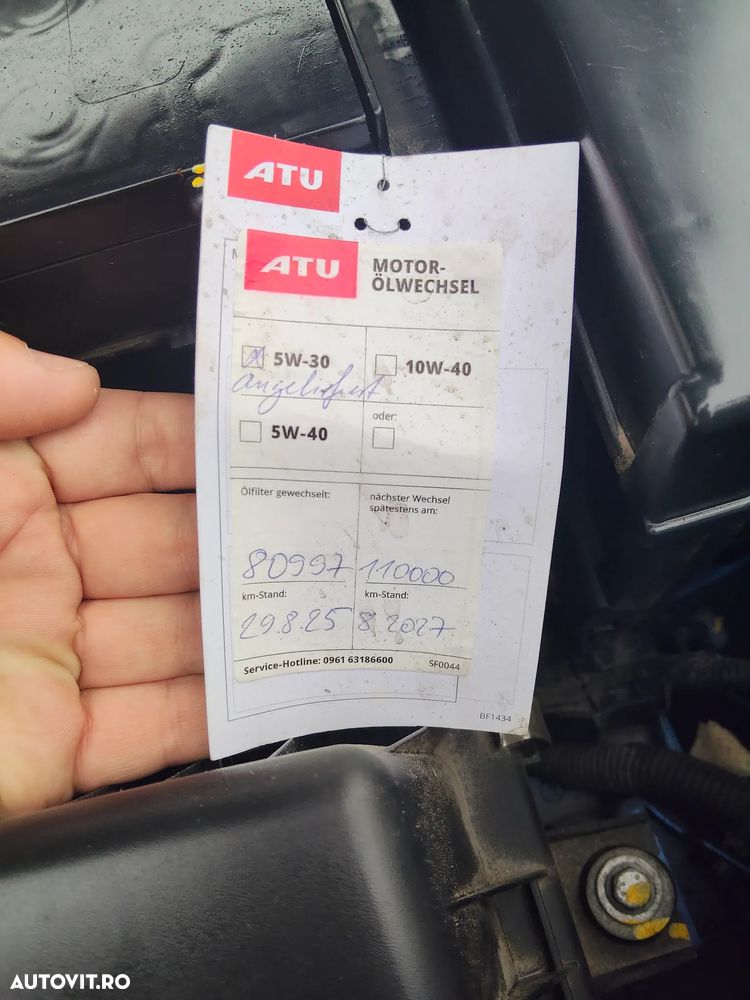 ATU
ATU
MOTOR-
ÖLWECHSEL
5W-30
10W-40
angeliefert
5W-40
oder:
Ölfilter gewechselt:
nächster Wechsel
spätestens am:
80997
110000
km-Stand:
km-Stand:
29.8.25
8.2027
Service-Hotline: 0961 63186600
SF0044
BF1434
AUTOVIT.RO